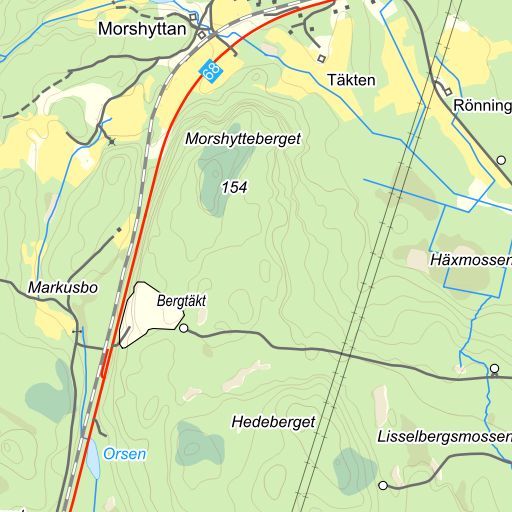 Morshyttan
68
Täkten
Rönning
Morshytteberget
154
Häxmossen
Markusbo
Bergtäkt
Hedeberget
Lisselbergsmossen
Orsen